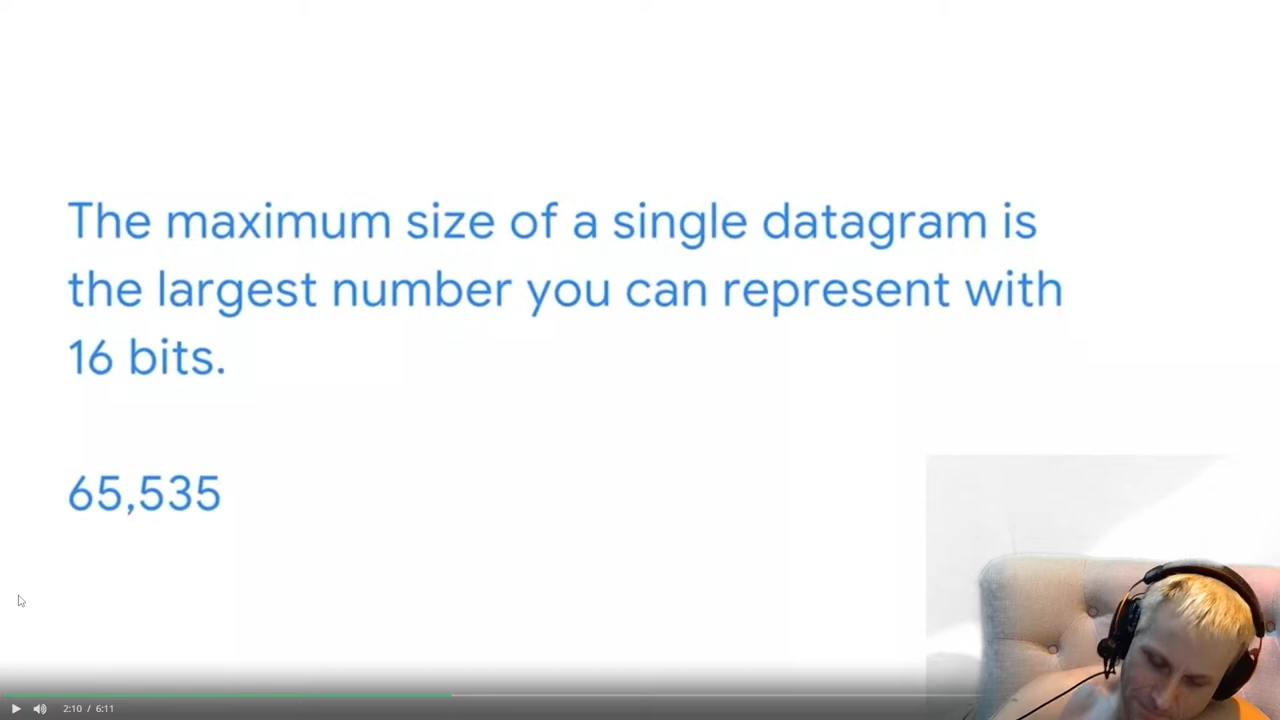 The maximum size of a single datagram is
the largest number you can represent with
16 bits.
65,535
2:10 / 6:11